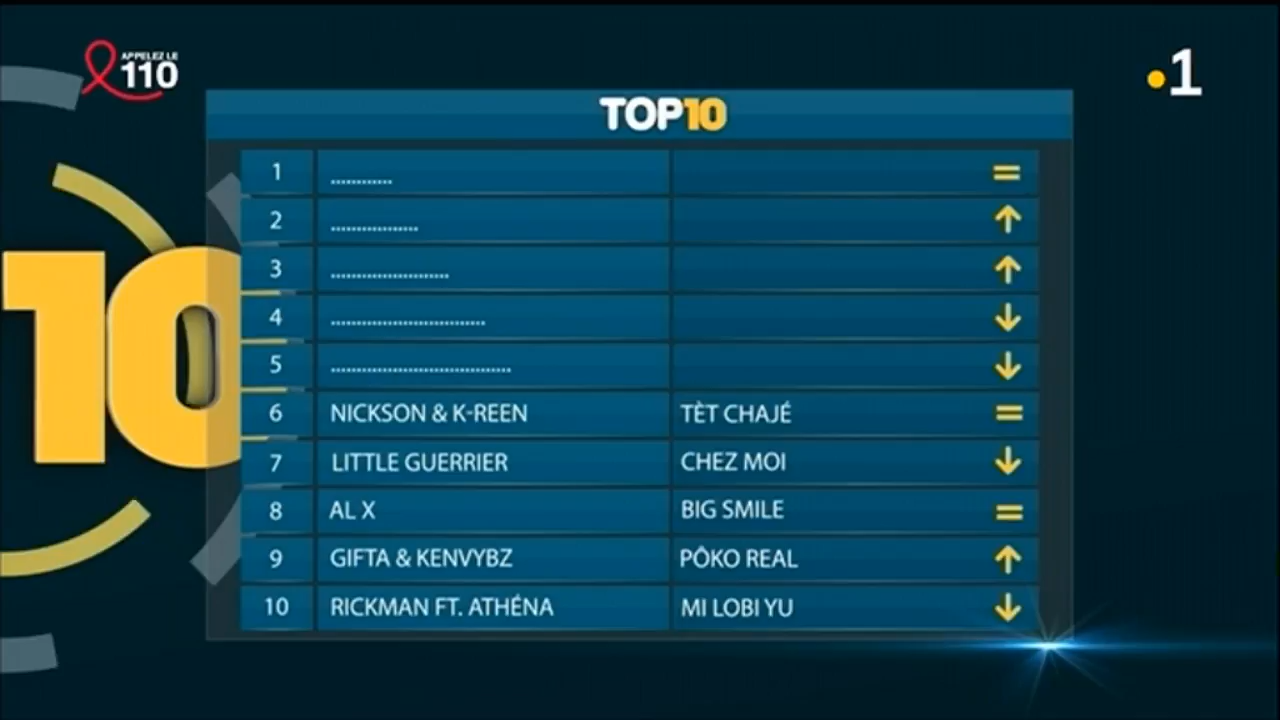 APPELEZ LE
110
1
TOP10
1 ............ =
2 ................. ↑
3 ....................... ↑
4 .............................. ↓
5 ................................... ↓
6 NICKSON & K-REEN TÈT CHAJÉ =
7 LITTLE GUERRIER CHEZ MOI ↓
8 AL X BIG SMILE =
9 GIFTA & KENVYBZ PÔKO REAL ↑
10 RICKMAN FT. ATHÉNA MI LOBI YU ↓
10